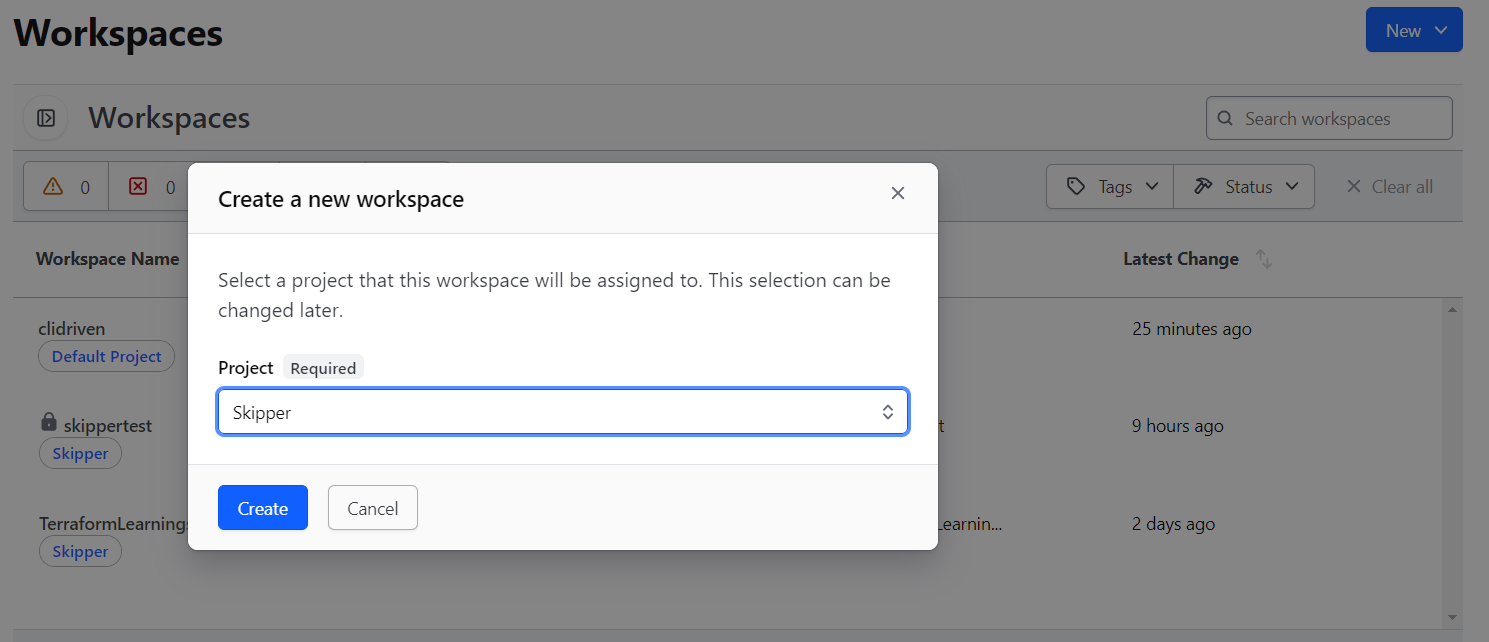 Workspaces
New
Workspaces
Search workspaces
0
0
Tags
Status
Clear all
Create a new workspace
Workspace Name
Latest Change
Select a project that this workspace will be assigned to. This selection can be
changed later.
clidriven
25 minutes ago
Default Project
Project Required
Skipper
skippertest
t
9 hours ago
Skipper
Create
Cancel
TerraformLearnings
Learnin...
2 days ago
Skipper